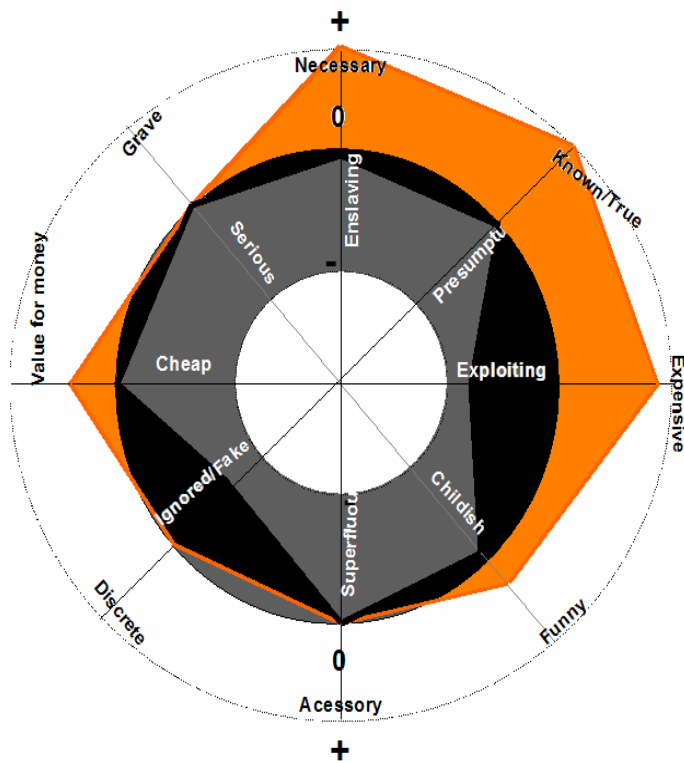 +
Necessary
0
Grave
Known/True
Enslaving
Presumptu
Serious
-
Value for money
Cheap
Exploiting
Expensive
Ignored/Fake
Childish
Superfluou
Discrete
Funny
0
Acessory
+